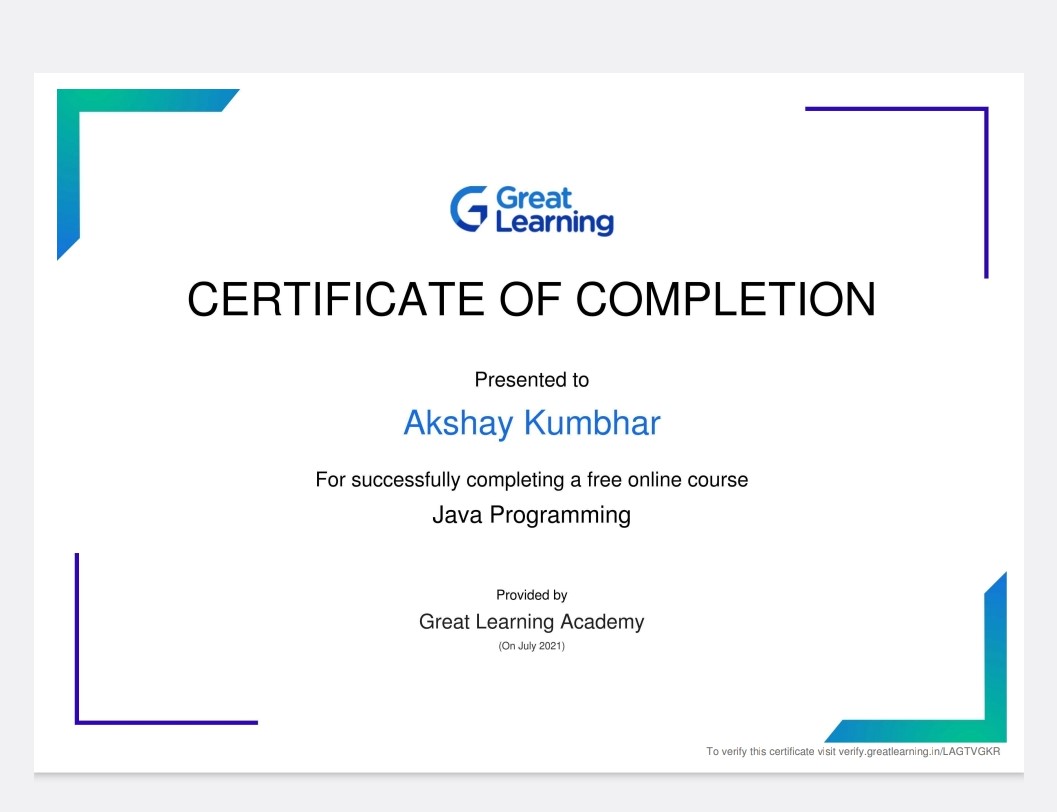 Great
Learning
CERTIFICATE OF COMPLETION
Presented to
Akshay Kumbhar
For successfully completing a free online course
Java Programming
Provided by
Great Learning Academy
(On July 2021)
To verify this certificate visit verify.greatlearning.in/LAGTVGKR